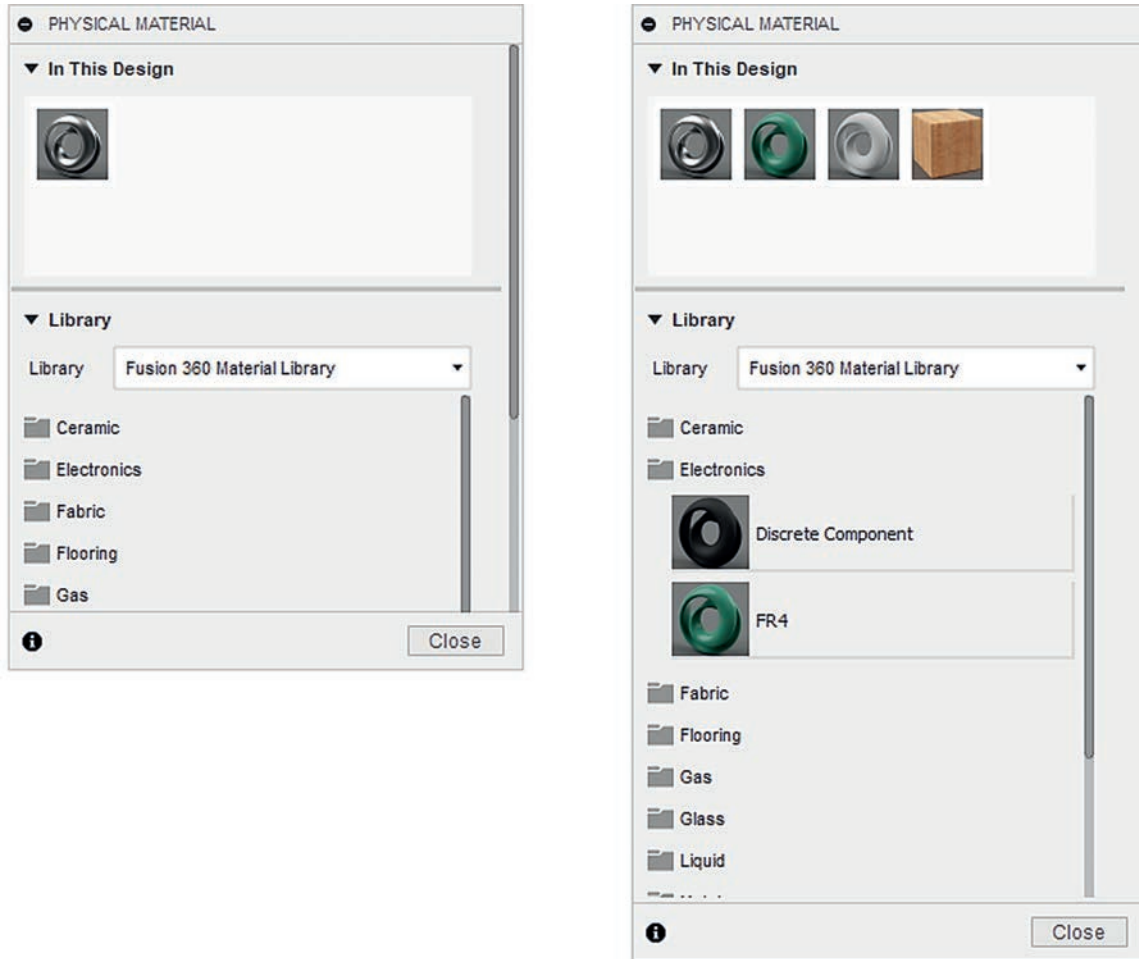 PHYSICAL MATERIAL
In This Design
Library
Library Fusion 360 Material Library
Ceramic
Electronics
Fabric
Flooring
Gas
Close
PHYSICAL MATERIAL
In This Design
Library
Library Fusion 360 Material Library
Ceramic
Electronics
Discrete Component
FR4
Fabric
Flooring
Gas
Glass
Liquid
Close